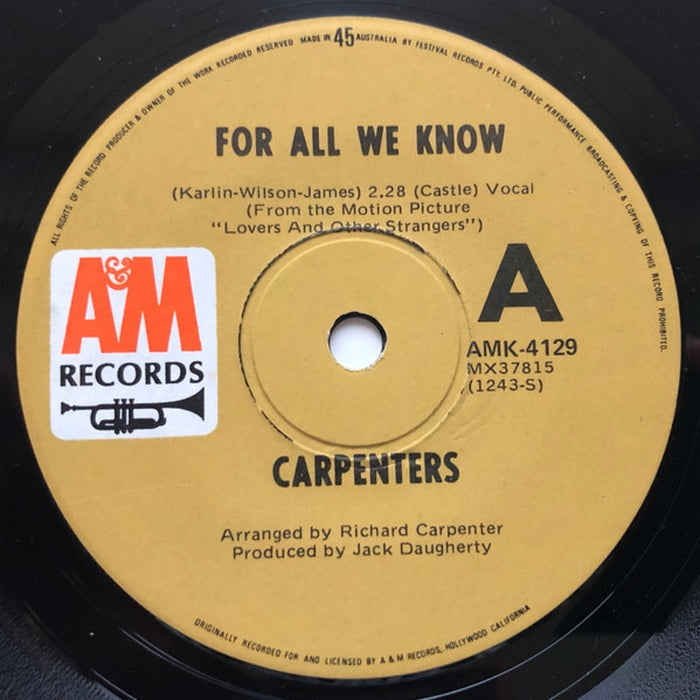 ALL RIGHTS OF THE RECORD PRODUCER & OWNER OF THE WORK RECORDED RESERVED MADE IN 45 AUSTRALIA BY FESTIVAL RECORDS PTY. LTD. PUBLIC PERFORMANCE BROADCASTING & COPYING OF THIS RECORD PROHIBITED.
FOR ALL WE KNOW
(Karlin-Wilson-James) 2.28 (Castle) Vocal
(From the Motion Picture
"Lovers And Other Strangers")
A&M
RECORDS
A
AMK-4129
MX37815
(1243-S)
CARPENTERS
Arranged by Richard Carpenter
Produced by Jack Daugherty
ORIGINALLY RECORDED FOR AND LICENSED BY A & M RECORDS, HOLLYWOOD CALIFORNIA